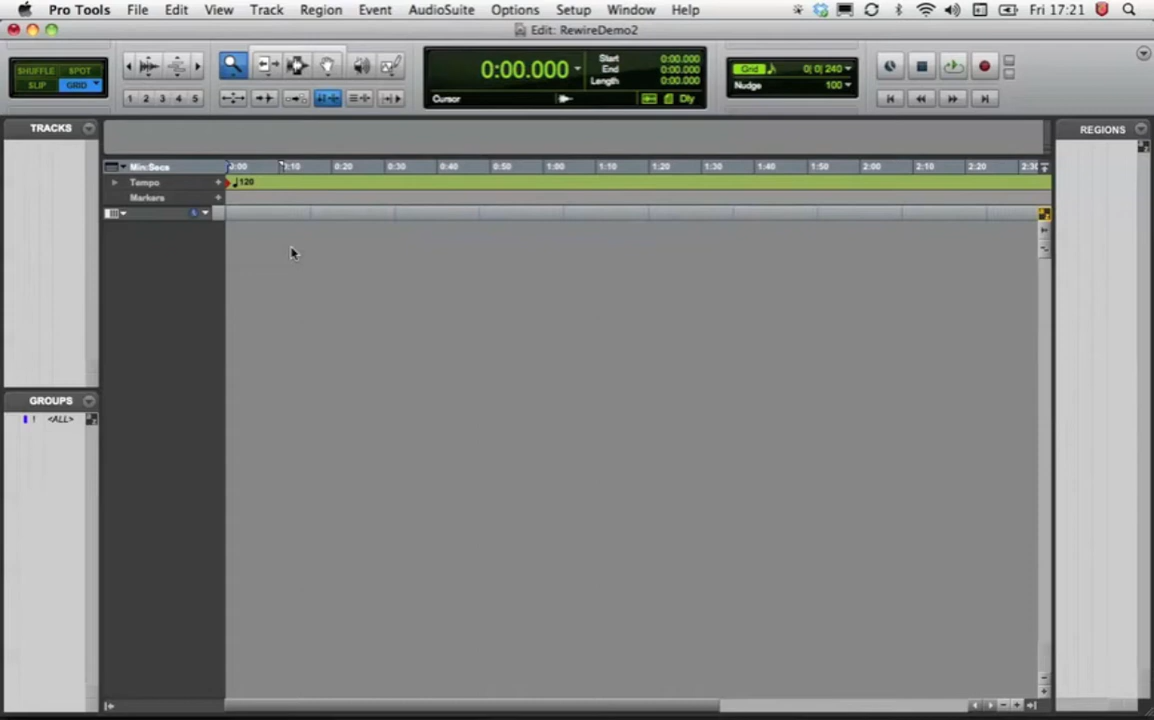 Pro Tools File Edit View Track Region Event AudioSuite Options Setup Window Help Fri 17:21
Edit: RewireDemo2
SHUFFLE SPOT
SLIP GRID
1 2 3 4 5
0:00.000
Start 0:00.000
End 0:00.000
Length 0:00.000
Cursor Dly
Grid 0| 0| 240
Nudge 100
TRACKS
REGIONS
Min:Secs 0:00 0:10 0:20 0:30 0:40 0:50 1:00 1:10 1:20 1:30 1:40 1:50 2:00 2:10 2:20 2:30
Tempo 120
Markers
GROUPS
! <ALL>